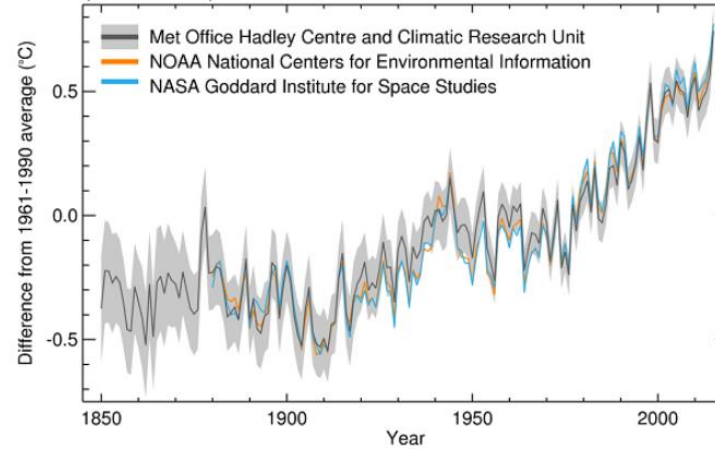 Met Office Hadley Centre and Climatic Research Unit
NOAA National Centers for Environmental Information
NASA Goddard Institute for Space Studies
Difference from 1961-1990 average (°C)
0.5
0.0
-0.5
1850
1900
1950
2000
Year